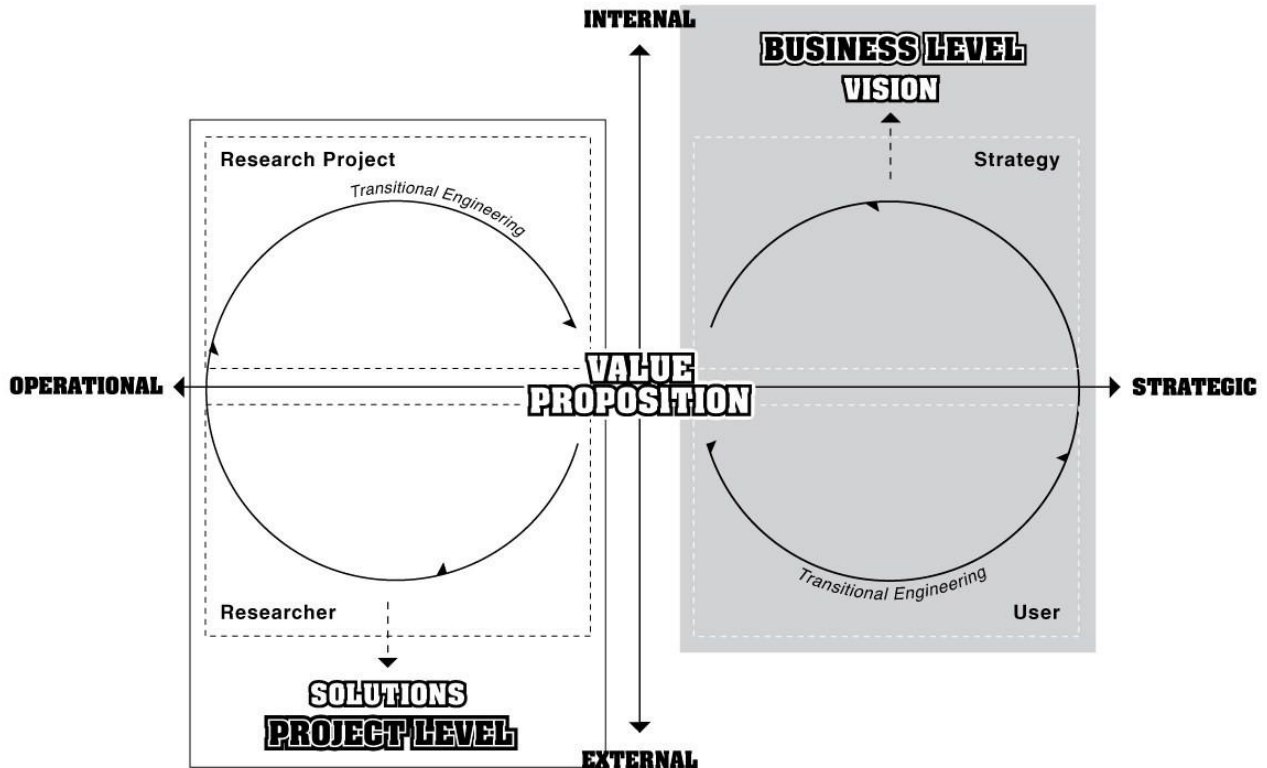 INTERNAL
BUSINESS LEVEL
VISION
Research Project
Strategy
Transitional Engineering
OPERATIONAL
VALUE
PROPOSITION
STRATEGIC
Transitional Engineering
Researcher
User
SOLUTIONS
PROJECT LEVEL
EXTERNAL